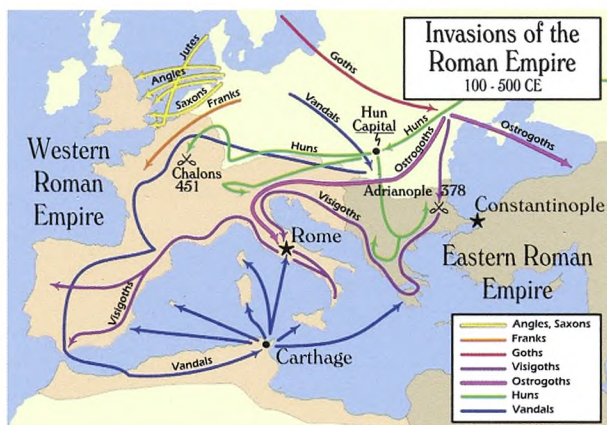 Invasions of the
Roman Empire
100 - 500 CE
Jutes
Angles
Saxons
Franks
Goths
Vandals
Hun
Capital
Huns
Ostrogoths
Ostrogoths
Huns
Chalons
451
Western
Roman
Empire
Adrianople 378
Visigoths
Constantinople
Rome
Eastern Roman
Empire
Visigoths
Carthage
Vandals
Angles, Saxons
Franks
Goths
Visigoths
Ostrogoths
Huns
Vandals